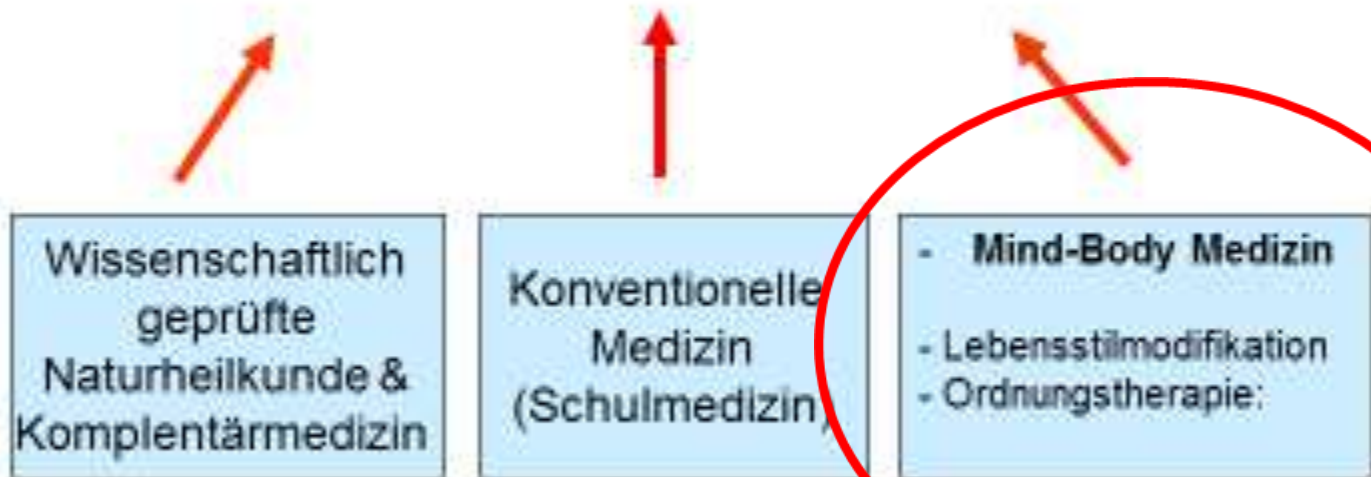 Wissenschaftlich
geprüfte
Naturheilkunde &
Komplentärmedizin
Konventionelle
Medizin
(Schulmedizin)
- Mind-Body Medizin
- Lebensstilmodifikation
- Ordnungstherapie: